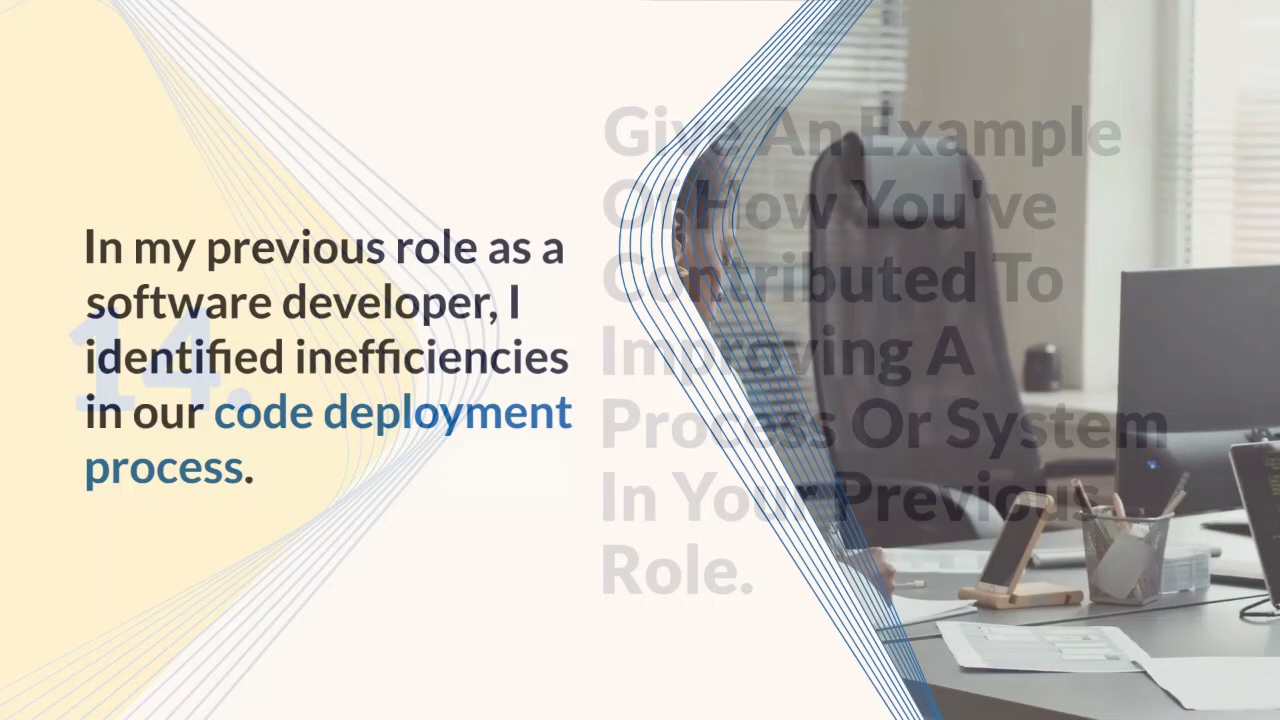 In my previous role as a
software developer, I
identified inefficiencies
in our code deployment
process.
14.
Give An Example
Of How You've
Contributed To
Improving A
Process Or System
In Your Previous
Role.